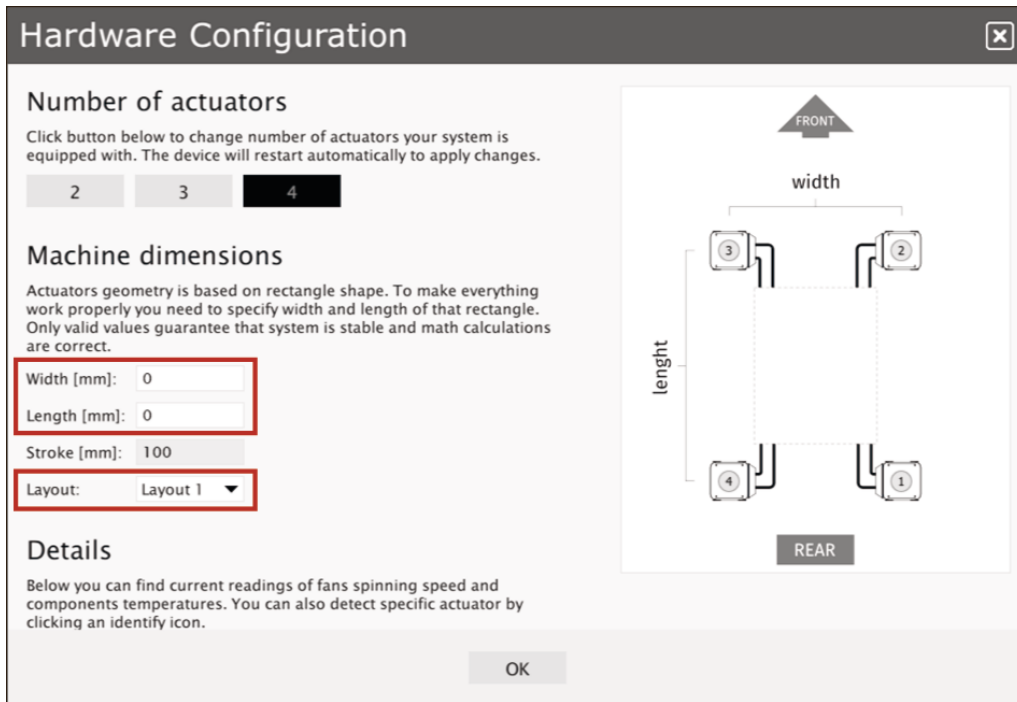 Hardware Configuration
Number of actuators
Click button below to change number of actuators your system is
equipped with. The device will restart automatically to apply changes.
2 3 4
Machine dimensions
Actuators geometry is based on rectangle shape. To make everything
work properly you need to specify width and length of that rectangle.
Only valid values guarantee that system is stable and math calculations
are correct.
Width [mm]: 0
Length [mm]: 0
Stroke [mm]: 100
Layout: Layout 1
Details
Below you can find current readings of fans spinning speed and
components temperatures. You can also detect specific actuator by
clicking an identify icon.
FRONT
width
3 2
lenght
4 1
REAR
OK